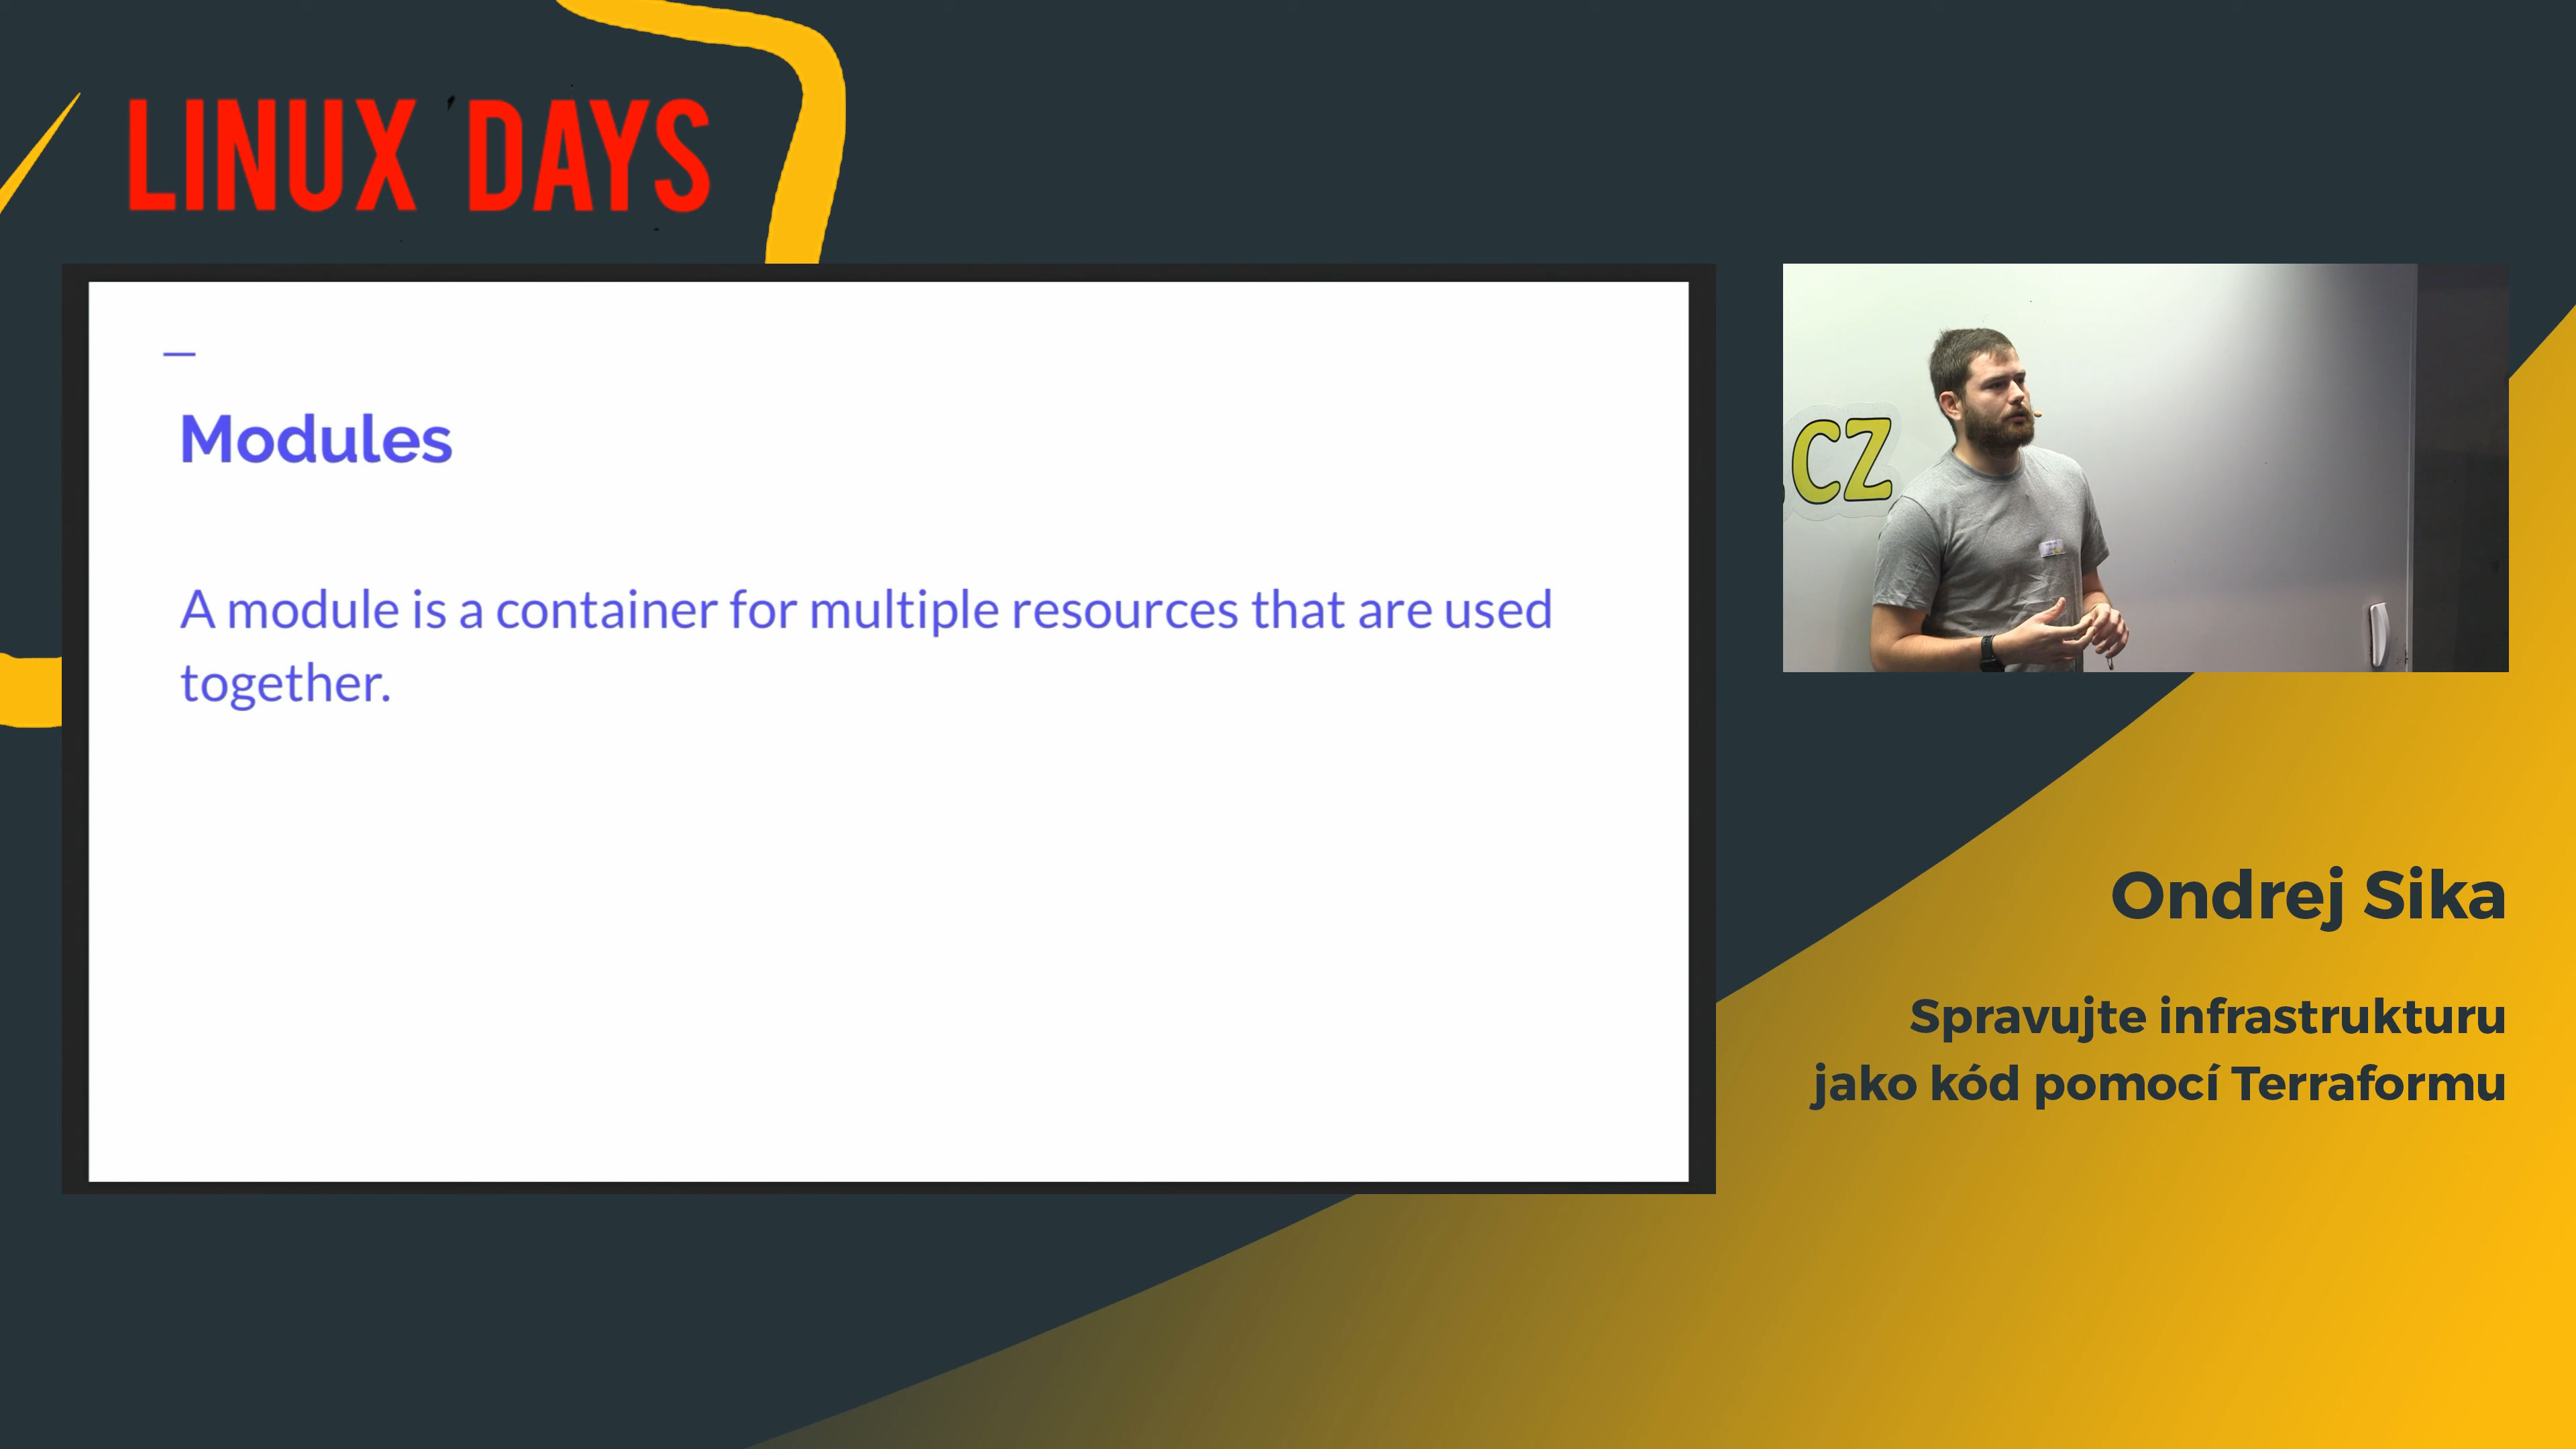 LINUX DAYS
Modules
A module is a container for multiple resources that are used
together.
CZ
Ondrej Sika
Spravujte infrastrukturu
jako kód pomocí Terraformu